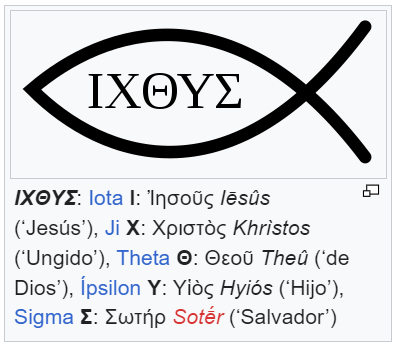 ΙΧΘΥΣ
ΙΧΘΥΣ: Iota Ι: Ἰησοῦς Iēsûs
(‘Jesús’), Ji Χ: Χριστὸς Khrìstos
(‘Ungido’), Theta Θ: Θεοῦ Theû (‘de
Dios’), Ípsilon Υ: Υἱὸς Hyiós (‘Hijo’),
Sigma Σ: Σωτήρ Sotḗr (‘Salvador’)